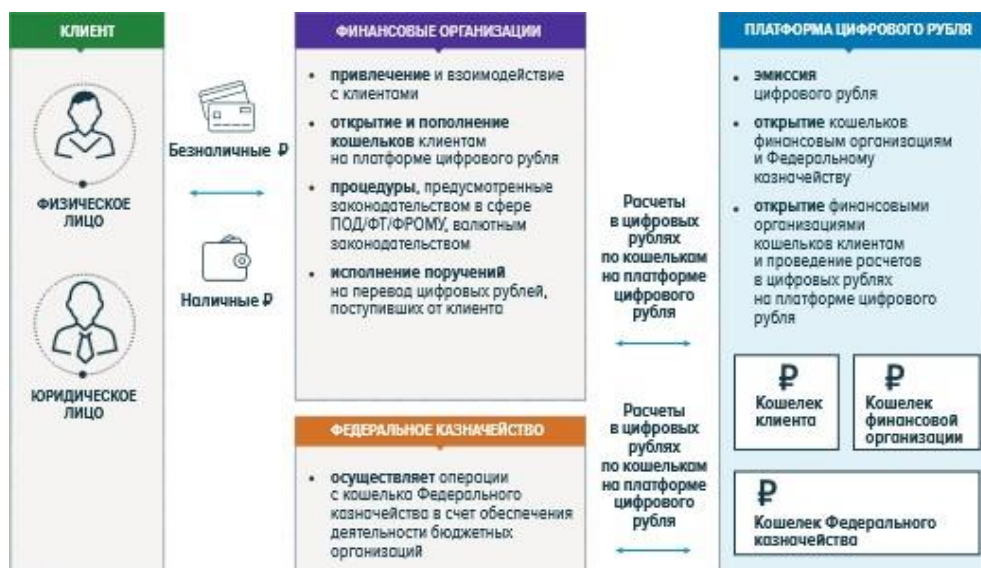 КЛИЕНТ
ФИЗИЧЕСКОЕ
ЛИЦО
ЮРИДИЧЕСКОЕ
ЛИЦО
Безналичные ₽
Наличные ₽
ФИНАНСОВЫЕ ОРГАНИЗАЦИИ
• привлечение и взаимодействие
с клиентами
• открытие и пополнение
кошельков клиентам
на платформе цифрового рубля
• процедуры, предусмотренные
законодательством в сфере
ПОД/ФТ/ФРОМУ, валютным
законодательством
• исполнение поручений
на перевод цифровых рублей,
поступивших от клиента
ФЕДЕРАЛЬНОЕ КАЗНАЧЕЙСТВО
• осуществляет операции
с кошелька Федерального
казначейства в счет обеспечения
деятельности бюджетных
организаций
Расчеты
в цифровых
рублях
по кошелькам
на платформе
цифрового
рубля
Расчеты
в цифровых
рублях
по кошелькам
на платформе
цифрового
рубля
ПЛАТФОРМА ЦИФРОВОГО РУБЛЯ
• эмиссия
цифрового рубля
• открытие кошельков
финансовым организациям
и Федеральному
казначейству
• открытие финансовыми
организациями
кошельков клиентам
и проведение расчетов
в цифровых рублях
на платформе цифрового
рубля
₽
Кошелек
клиента
₽
Кошелек
финансовой
организации
₽
Кошелек Федерального
казначейства